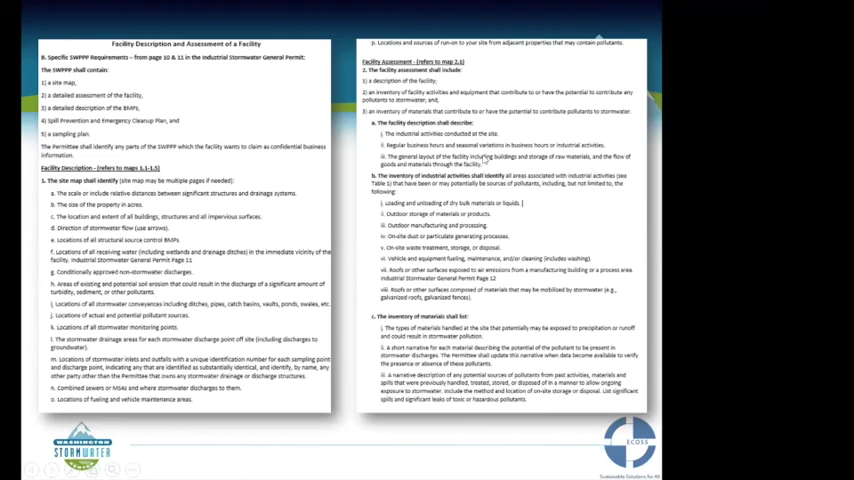 Facility Description and Assessment of a Facility
B. Specific SWPPP Requirements – from page 10 & 11 in the Industrial Stormwater General Permit:
The SWPPP shall contain:
1) a site map,
2) a detailed assessment of the facility,
3) a detailed description of the BMPs,
4) Spill Prevention and Emergency Cleanup Plan, and
5) a sampling plan.
The Permittee shall identify any parts of the SWPPP which the facility wants to claim as confidential business
information.
Facility Description - (refers to maps 1.1-1.5)
1. The site map shall identify (site map may be multiple pages if needed):
a. The scale or include relative distances between significant structures and drainage systems.
b. The size of the property in acres.
c. The location and extent of all buildings, structures and all impervious surfaces.
d. Direction of stormwater flow (use arrows).
e. Locations of all structural source control BMPs.
f. Locations of all receiving water (including wetlands and drainage ditches) in the immediate vicinity of the
facility. Industrial Stormwater General Permit Page 11
g. Conditionally approved non-stormwater discharges.
h. Areas of existing and potential soil erosion that could result in the discharge of a significant amount of
turbidity, sediment, or other pollutants.
i. Locations of all stormwater conveyances including ditches, pipes, catch basins, vaults, ponds, swales, etc.
j. Locations of actual and potential pollutant sources.
k. Locations of all stormwater monitoring points.
l. The stormwater drainage areas for each stormwater discharge point off site (including discharges to
groundwater).
m. Locations of stormwater inlets and outfalls with a unique identification number for each sampling point
and discharge point, indicating any that are identified as substantially identical, and identify, by name, any
other party other than the Permittee that owns any stormwater drainage or discharge structures.
n. Combined sewers or MS4s and where stormwater discharges to them.
o. Locations of fueling and vehicle maintenance areas.
p. Locations and sources of run-on to your site from adjacent properties that may contain pollutants.
Facility Assessment - (refers to map 2.1)
2. The facility assessment shall include:
1) a description of the facility;
2) an inventory of facility activities and equipment that contribute to or have the potential to contribute any
pollutants to stormwater; and,
3) an inventory of materials that contribute to or have the potential to contribute pollutants to stormwater.
a. The facility description shall describe:
i. The industrial activities conducted at the site.
ii. Regular business hours and seasonal variations in business hours or industrial activities.
iii. The general layout of the facility including buildings and storage of raw materials, and the flow of
goods and materials through the facility.
b. The inventory of industrial activities shall identify all areas associated with industrial activities (see
Table 1) that have been or may potentially be sources of pollutants, including, but not limited to, the
following:
i. Loading and unloading of dry bulk materials or liquids.
ii. Outdoor storage of materials or products.
iii. Outdoor manufacturing and processing.
iv. On-site dust or particulate generating processes.
v. On-site waste treatment, storage, or disposal.
vi. Vehicle and equipment fueling, maintenance, and/or cleaning (includes washing).
vii. Roofs or other surfaces exposed to air emissions from a manufacturing building or a process area.
Industrial Stormwater General Permit Page 12
viii. Roofs or other surfaces composed of materials that may be mobilized by stormwater (e.g.,
galvanized roofs, galvanized fences).
c. The inventory of materials shall list:
i. The types of materials handled at the site that potentially may be exposed to precipitation or runoff
and could result in stormwater pollution.
ii. A short narrative for each material describing the potential of the pollutant to be present in
stormwater discharges. The Permittee shall update this narrative when data become available to verify
the presence or absence of these pollutants.
iii. A narrative description of any potential sources of pollutants from past activities, materials and
spills that were previously handled, treated, stored, or disposed of in a manner to allow ongoing
exposure to stormwater. Include the method and location of on-site storage or disposal. List significant
spills and significant leaks of toxic or hazardous pollutants.
WASHINGTON
STORMWATER
ECOSS
Sustainable Solutions for All